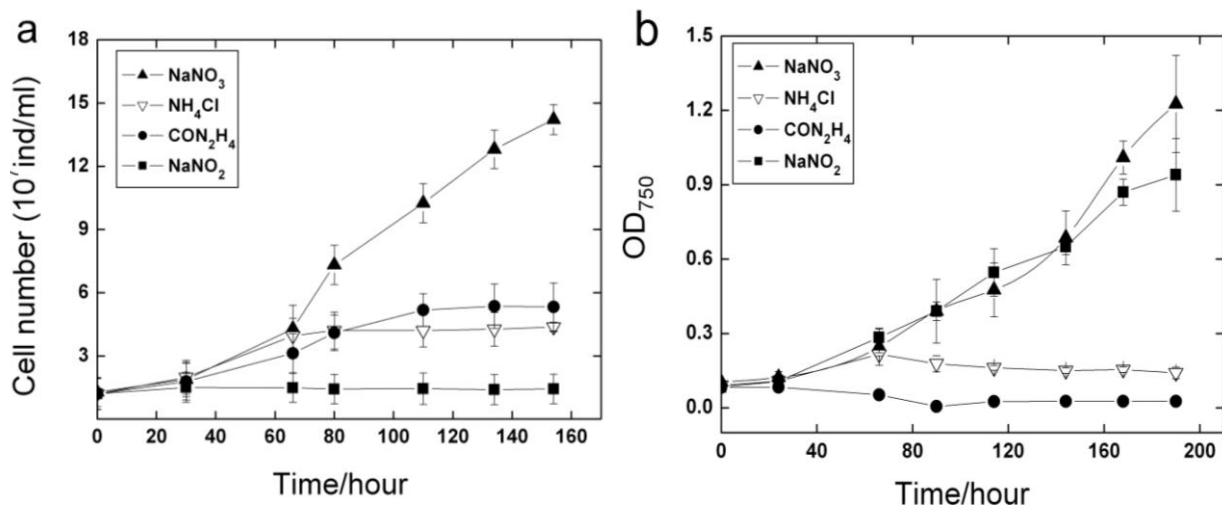 a
18
15
12
9
6
3
0 20 40 60 80 100 120 140 160
Cell number (10´ind/ml)
Time/hour
NaNO₃
NH₄Cl
CON₂H₄
NaNO₂
b
1.5
1.2
0.9
0.6
0.3
0.0
0 40 80 120 160 200
OD₇₅₀
Time/hour
NaNO₃
NH₄Cl
CON₂H₄
NaNO₂